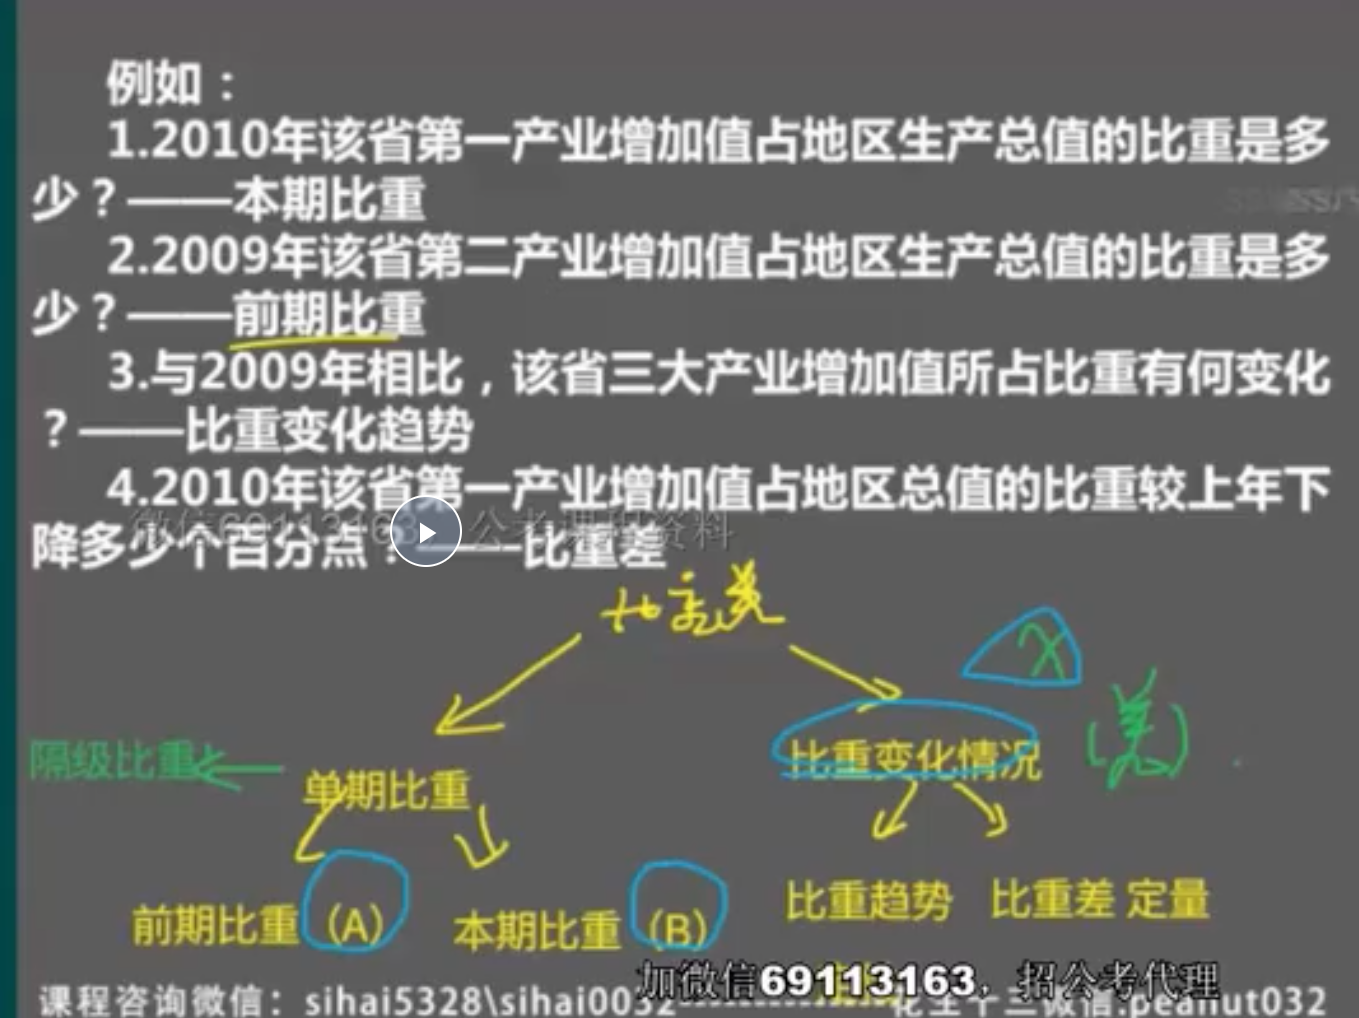 例如：
1.2010年该省第一产业增加值占地区生产总值的比重是多
少？——本期比重
2.2009年该省第二产业增加值占地区生产总值的比重是多
少？——前期比重
3.与2009年相比，该省三大产业增加值所占比重有何变化
？——比重变化趋势
4.2010年该省第一产业增加值占地区总值的比重较上年下
降多少个百分点？——比重差
微信69113163 公考课程资料
X
(差)
隔级比重
单期比重
比重变化情况
前期比重 (A)
本期比重 (B)
比重趋势
比重差 定量
加微信69113163，招公考代理
课程咨询微信：sihai5328\sihai0032
微信:peanut032